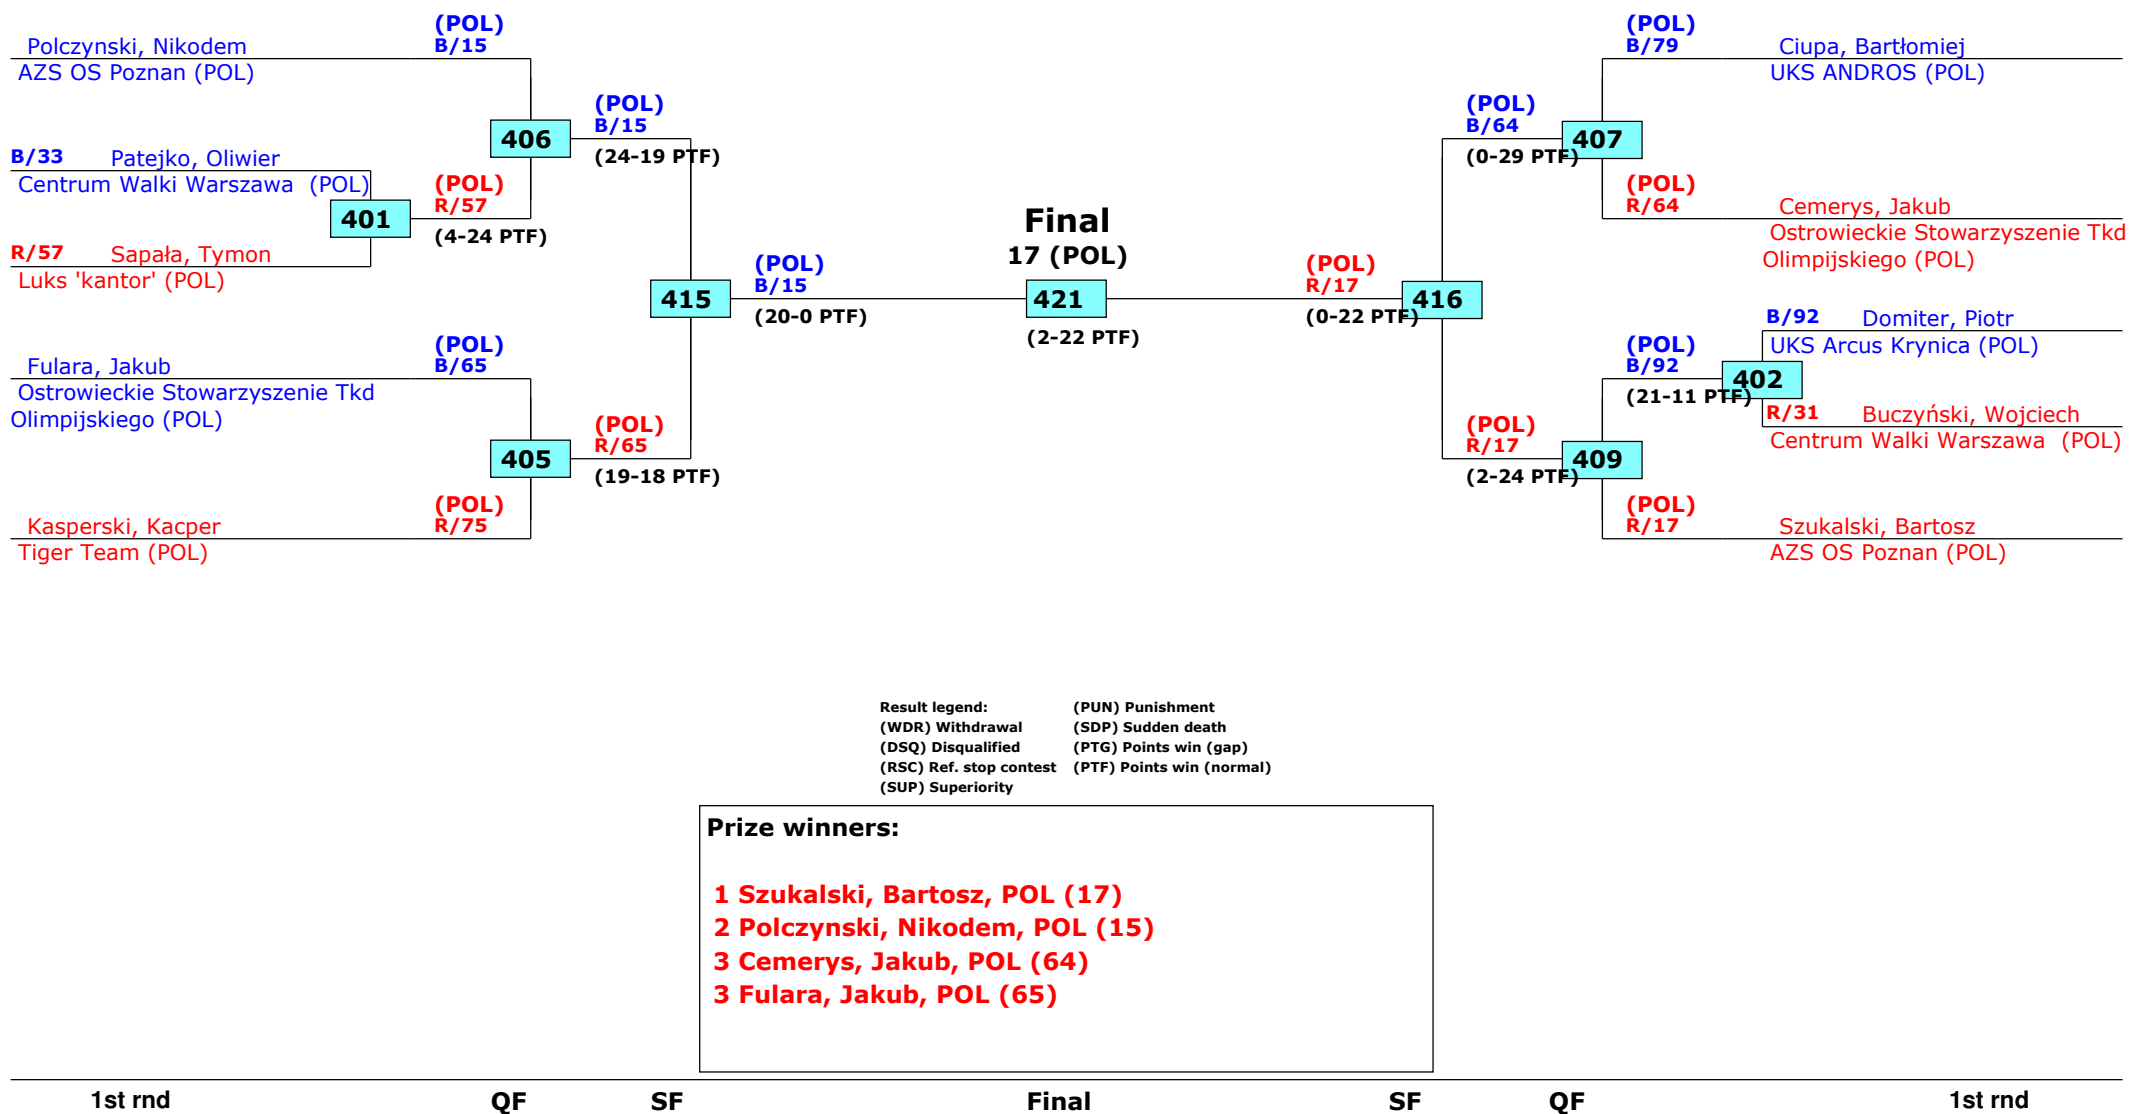 (POL)
B/15
Polczynski, Nikodem
AZS OS Poznan (POL)
406
(POL)
B/15
(24-19 PTF)
B/33 Patejko, Oliwier
Centrum Walki Warszawa (POL)
401
(POL)
R/57
(4-24 PTF)
R/57 Sapała, Tymon
Luks 'kantor' (POL)
415
(POL)
B/15
(20-0 PTF)
Fulara, Jakub
Ostrowieckie Stowarzyszenie Tkd
Olimpijskiego (POL)
(POL)
B/65
405
(POL)
R/65
(19-18 PTF)
Kasperski, Kacper
Tiger Team (POL)
(POL)
R/75
Final
17 (POL)
421
(2-22 PTF)
(POL)
R/17
416
(0-22 PTF)
(POL)
B/64
407
(0-29 PTF)
(POL)
B/79
Ciupa, Bartłomiej
UKS ANDROS (POL)
(POL)
R/64
Cemerys, Jakub
Ostrowieckie Stowarzyszenie Tkd
Olimpijskiego (POL)
B/92 Domiter, Piotr
UKS Arcus Krynica (POL)
(POL)
B/92
402
(21-11 PTF)
R/31 Buczyński, Wojciech
Centrum Walki Warszawa (POL)
(POL)
R/17
409
(2-24 PTF)
(POL)
R/17
Szukalski, Bartosz
AZS OS Poznan (POL)
Result legend: (PUN) Punishment
(WDR) Withdrawal (SDP) Sudden death
(DSQ) Disqualified (PTG) Points win (gap)
(RSC) Ref. stop contest (PTF) Points win (normal)
(SUP) Superiority
Prize winners:
1 Szukalski, Bartosz, POL (17)
2 Polczynski, Nikodem, POL (15)
3 Cemerys, Jakub, POL (64)
3 Fulara, Jakub, POL (65)
1st rnd QF SF Final SF QF 1st rnd